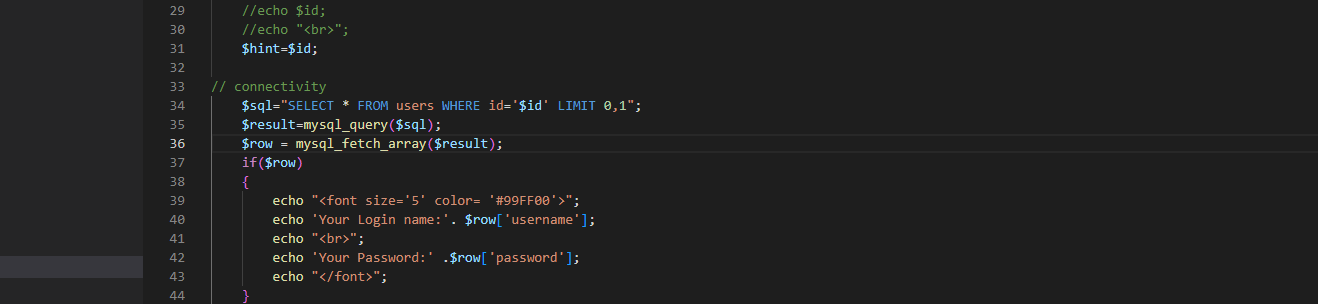 29 //echo $id;
30 //echo "<br>";
31 $hint=$id;
32
33 // connectivity
34 $sql="SELECT * FROM users WHERE id='$id' LIMIT 0,1";
35 $result=mysql_query($sql);
36 $row = mysql_fetch_array($result);
37 if($row)
38 {
39 echo "<font size='5' color= '#99FF00'>";
40 echo 'Your Login name:'. $row['username'];
41 echo "<br>";
42 echo 'Your Password:' .$row['password'];
43 echo "</font>";
44 }